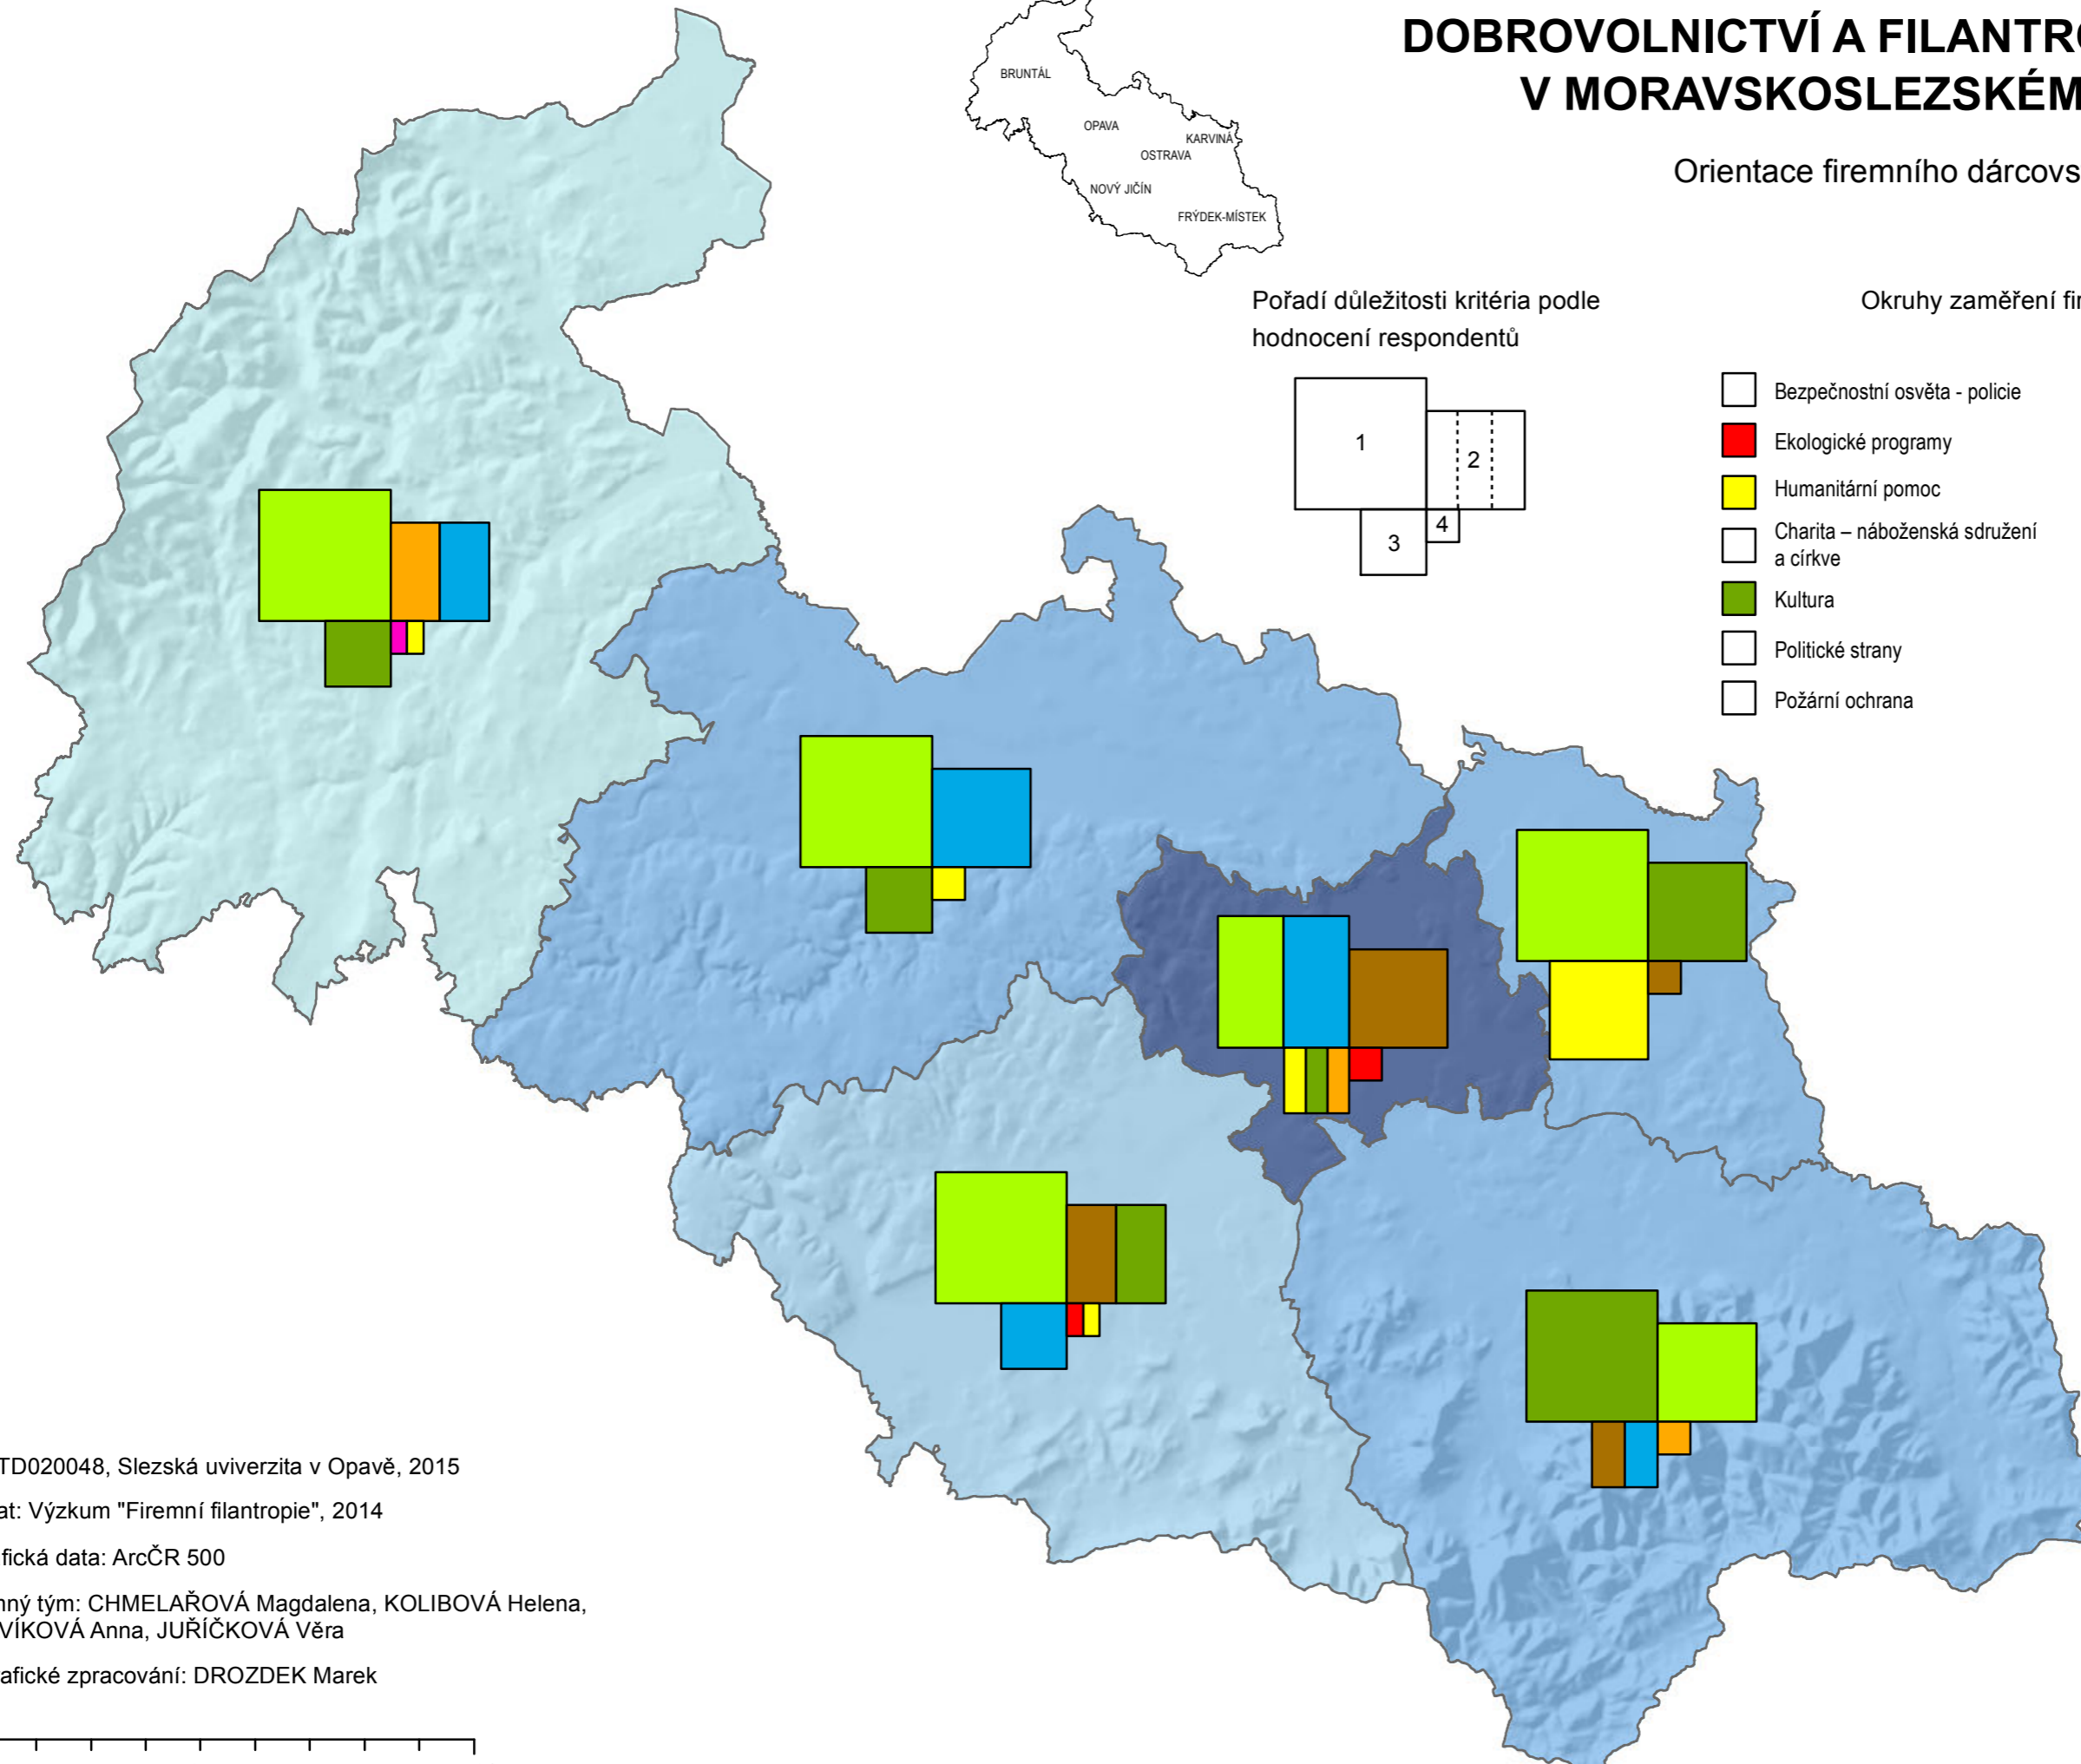 DOBROVOLNICTVÍ A FILANTRO
V MORAVSKOSLEZSKÉM
Orientace firemního dárcovs
BRUNTÁL
OPAVA
KARVINÁ
OSTRAVA
NOVÝ JIČÍN
FRÝDEK-MÍSTEK
Pořadí důležitosti kritéria podle
hodnocení respondentů
1
2
3
4
Okruhy zaměření fir
Bezpečnostní osvěta - policie
Ekologické programy
Humanitární pomoc
Charita – náboženská sdružení
a církve
Kultura
Politické strany
Požární ochrana
TD020048, Slezská uviverzita v Opavě, 2015
at: Výzkum "Firemní filantropie", 2014
fická data: ArcČR 500
nný tým: CHMELAŘOVÁ Magdalena, KOLIBOVÁ Helena,
VÍKOVÁ Anna, JUŘÍČKOVÁ Věra
rafické zpracování: DROZDEK Marek